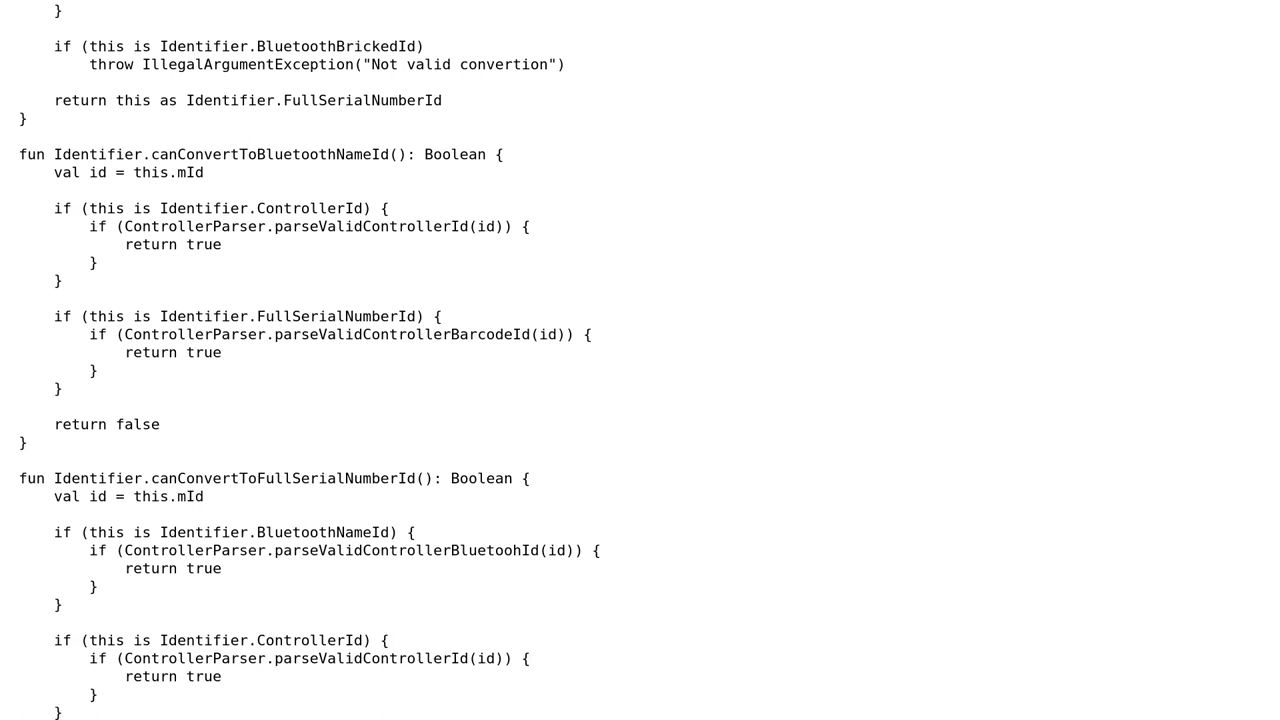 }

    if (this is Identifier.BluetoothBrickedId)
        throw IllegalArgumentException("Not valid convertion")

    return this as Identifier.FullSerialNumberId
}

fun Identifier.canConvertToBluetoothNameId(): Boolean {
    val id = this.mId

    if (this is Identifier.ControllerId) {
        if (ControllerParser.parseValidControllerId(id)) {
            return true
        }
    }

    if (this is Identifier.FullSerialNumberId) {
        if (ControllerParser.parseValidControllerBarcodeId(id)) {
            return true
        }
    }

    return false
}

fun Identifier.canConvertToFullSerialNumberId(): Boolean {
    val id = this.mId

    if (this is Identifier.BluetoothNameId) {
        if (ControllerParser.parseValidControllerBluetoohId(id)) {
            return true
        }
    }

    if (this is Identifier.ControllerId) {
        if (ControllerParser.parseValidControllerId(id)) {
            return true
        }
    }